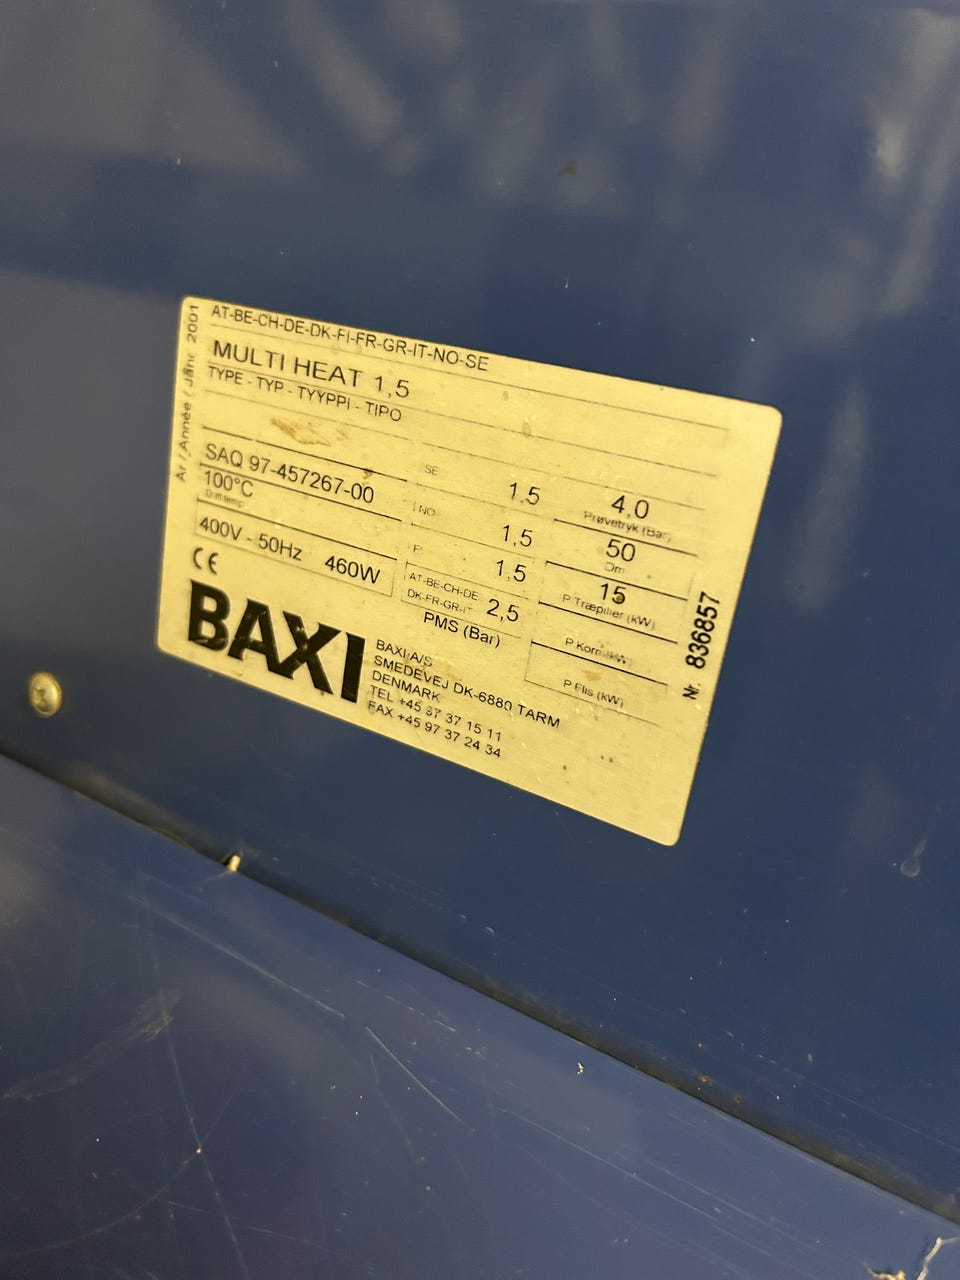 AT-BE-CH-DE-DK-FI-FR-GR-IT-NO-SE
MULTI HEAT 1,5
TYPE - TYP - TYYPPI - TIPO
År / Année / Jahr 2001
SAQ 97-457267-00
100°C
Drift temp
400V - 50Hz 460W
SE 1,5
NO 1,5
FI 1,5
AT-BE-CH-DE
DK-FR-GR-IT 2,5
PMS (Bar)
4,0
Prøvetryk (Bar)
50
15
P Træpiller (kW)
P Korn (kW)
P Flis (kW)
Nr. 836857
CE
BAXI
BAXI A/S
SMEDEVEJ DK-6880 TARM
DENMARK
TEL +45 97 37 15 11
FAX +45 97 37 24 34